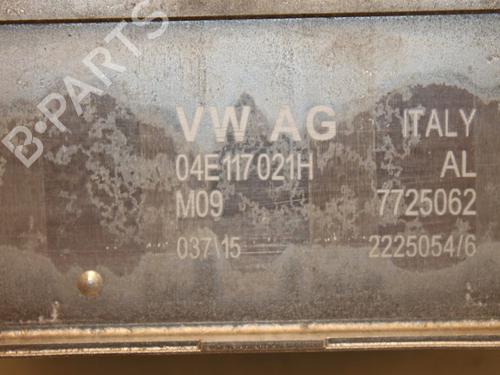 B-PARTS
VW AG ITALY
04E117021H AL
M09 7725062
037\15 2225054/6